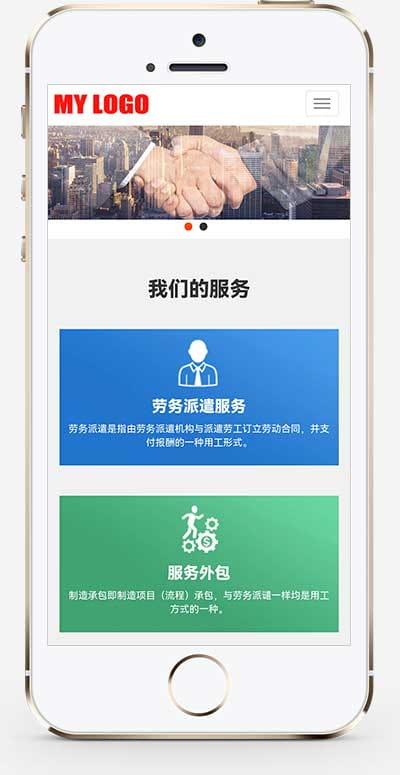 MY LOGO
我们的服务
劳务派遣服务
劳务派遣是指由劳务派遣机构与派遣劳工订立劳动合同，并支
付报酬的一种用工形式。
服务外包
制造承包即制造项目（流程）承包，与劳务派谴一样均是用工
方式的一种。